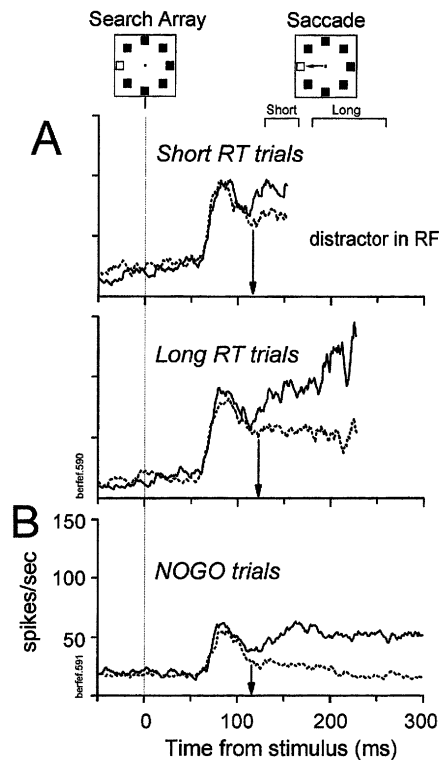 Search Array
Saccade
Short
Long
A
Short RT trials
distractor in RF
Long RT trials
berfef.590
B
NOGO trials
150
100
50
spikes/sec
berfef.591
0
100
200
300
Time from stimulus (ms)